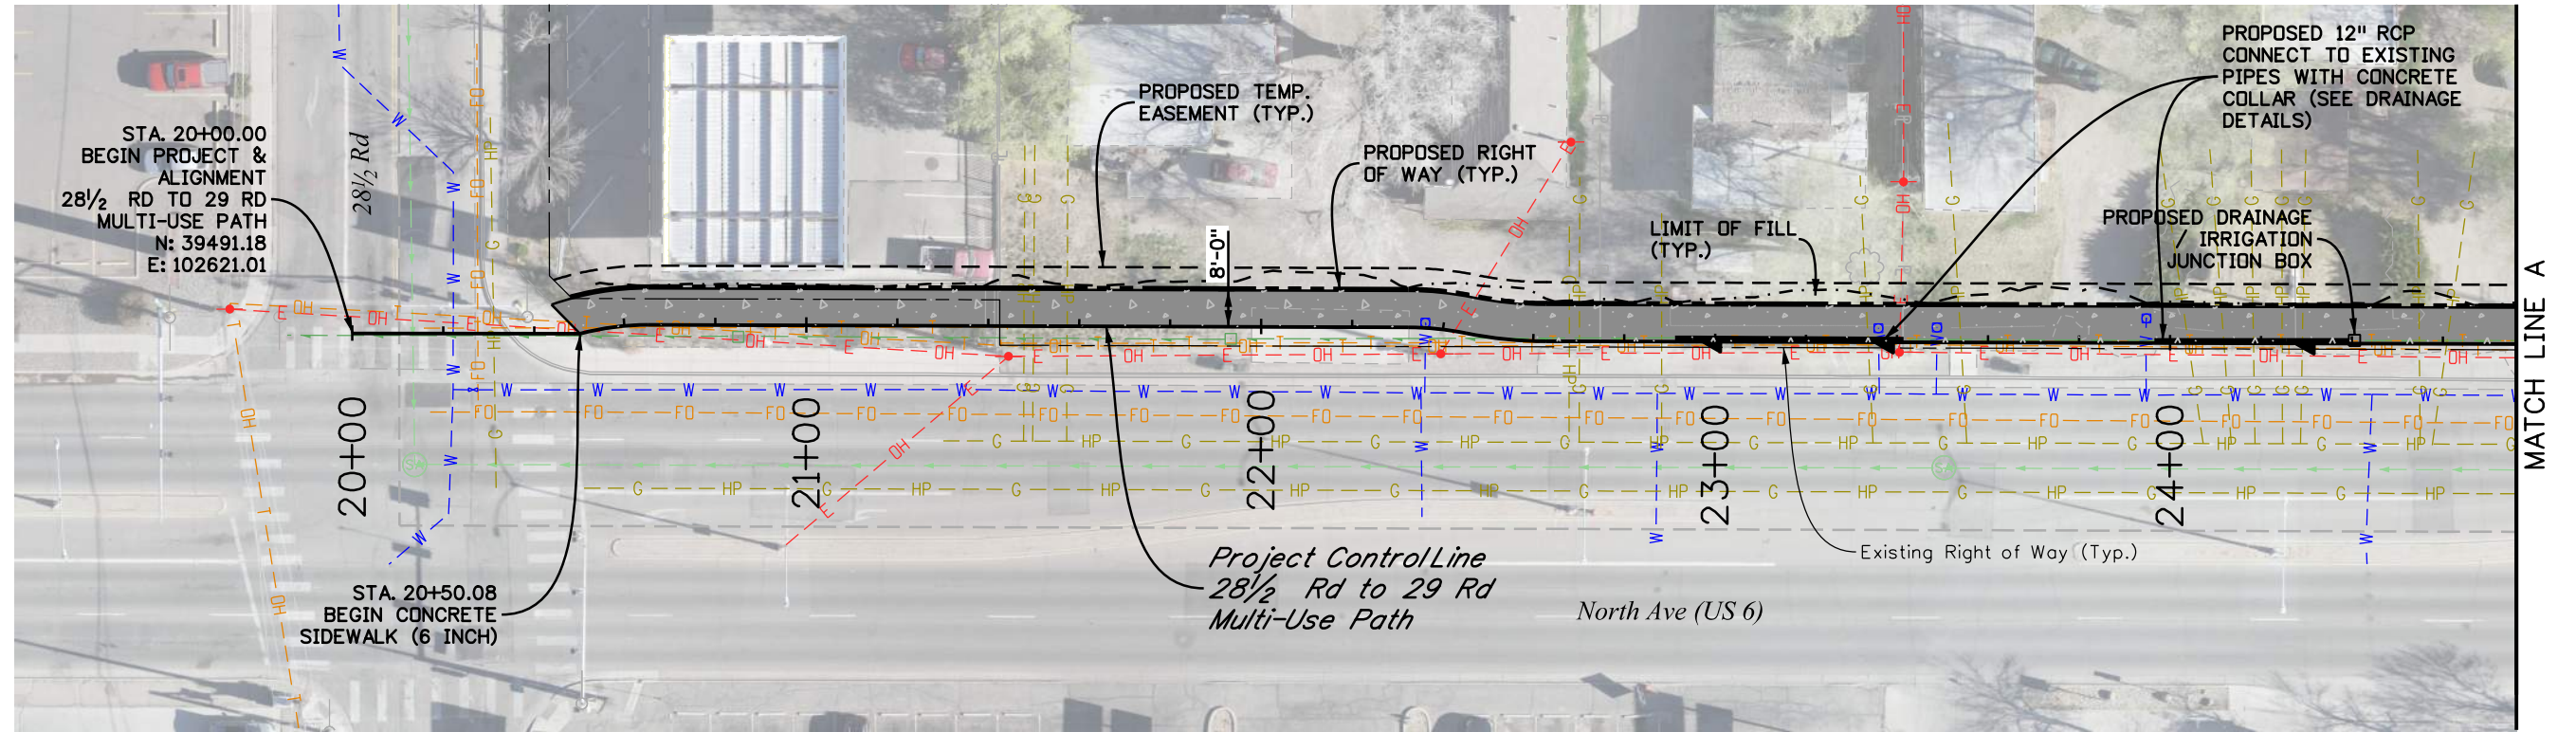 STA. 20+00.00
BEGIN PROJECT &
ALIGNMENT
28½ RD TO 29 RD
MULTI-USE PATH
N: 39491.18
E: 102621.01
28½ Rd
PROPOSED TEMP.
EASEMENT (TYP.)
PROPOSED RIGHT
OF WAY (TYP.)
8'-0"
LIMIT OF FILL
(TYP.)
PROPOSED 12" RCP
CONNECT TO EXISTING
PIPES WITH CONCRETE
COLLAR (SEE DRAINAGE
DETAILS)
PROPOSED DRAINAGE
/ IRRIGATION
JUNCTION BOX
MATCH LINE A
20+00
21+00
22+00
23+00
24+00
STA. 20+50.08
BEGIN CONCRETE
SIDEWALK (6 INCH)
Project Control Line
28½ Rd to 29 Rd
Multi-Use Path
Existing Right of Way (Typ.)
North Ave (US 6)